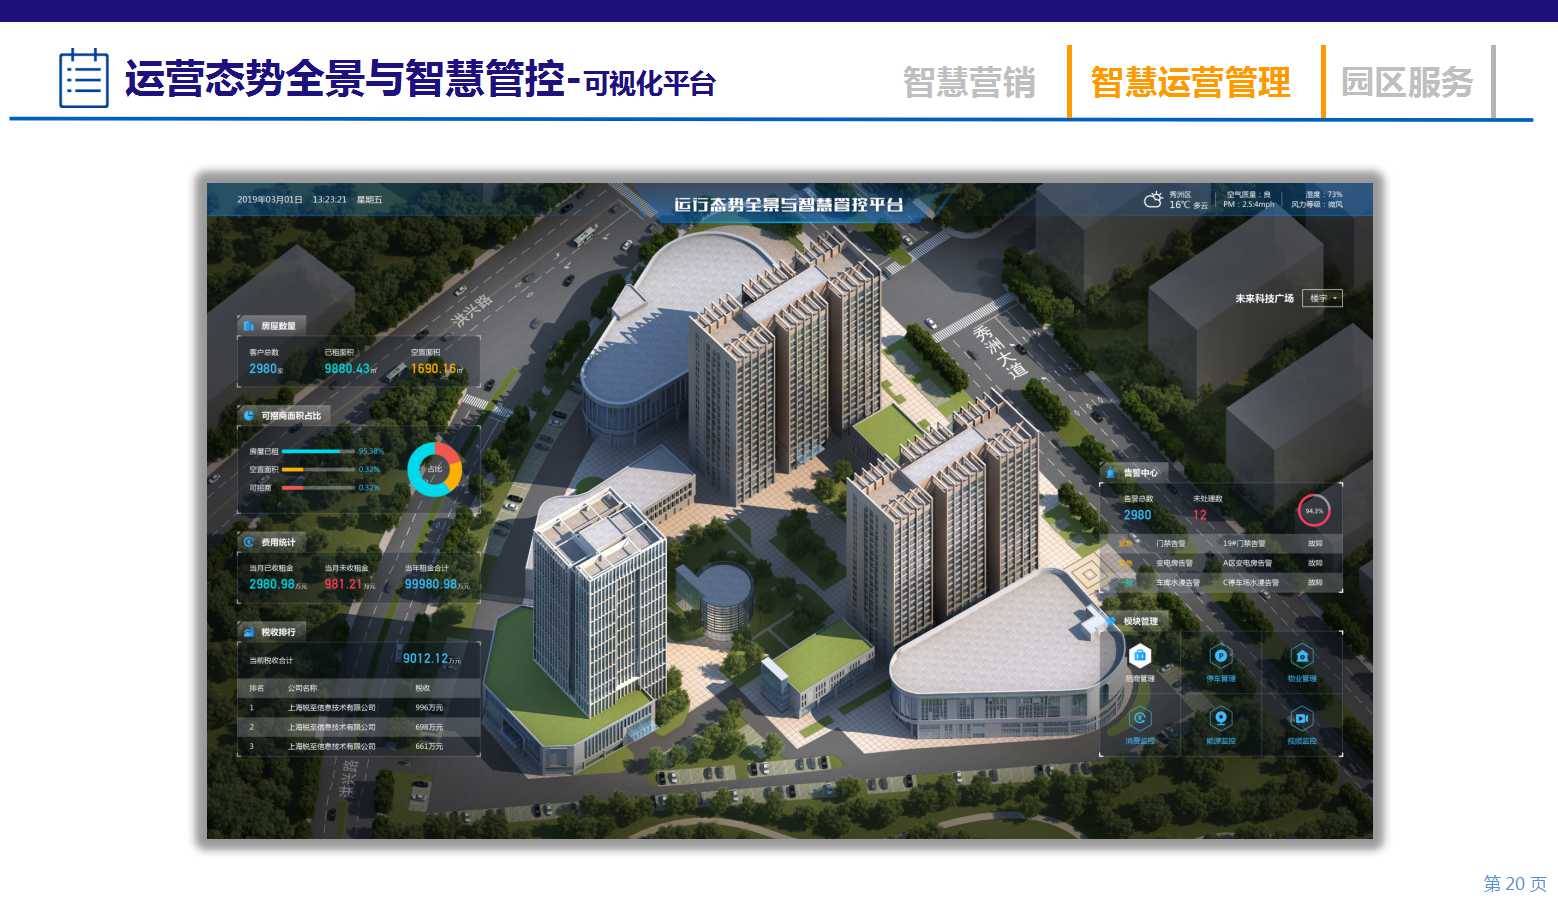 运营态势全景与智慧管控-可视化平台
智慧营销
智慧运营管理
园区服务
2019年03月01日 13:23:21 星期五
运行态势全景与智慧管控平台
秀洲区
16℃ 多云
空气质量：良
PM：2.5:4mph
湿度：73%
风力等级：微风
未来科技广场 楼宇
洪兴路
秀洲大道
房屋数量
客户总数 已租面积 空置面积
2980家 9880.43㎡ 1690.16㎡
可招商面积占比
房屋已租 95.38%
空置面积 0.32%
可招商 0.32%
占比
费用统计
当月已收租金 当月未收租金 当年租金合计
2980.98万元 981.21万元 99980.98万元
税收排行
当前税收合计 9012.12万元
排名 公司名称 税收
1 上海锐至信息技术有限公司 996万元
2 上海锐至信息技术有限公司 698万元
3 上海锐至信息技术有限公司 661万元
洪兴路
告警中心
告警总数 未处理数
2980 12
94.3%
门禁告警 19#门禁告警 故障
变电房告警 A区变电房告警 故障
车库水浸告警 C停车场水浸告警 故障
模块管理
招商管理 停车管理 物业管理
消费监控 能源监控 视频监控
第 20 页